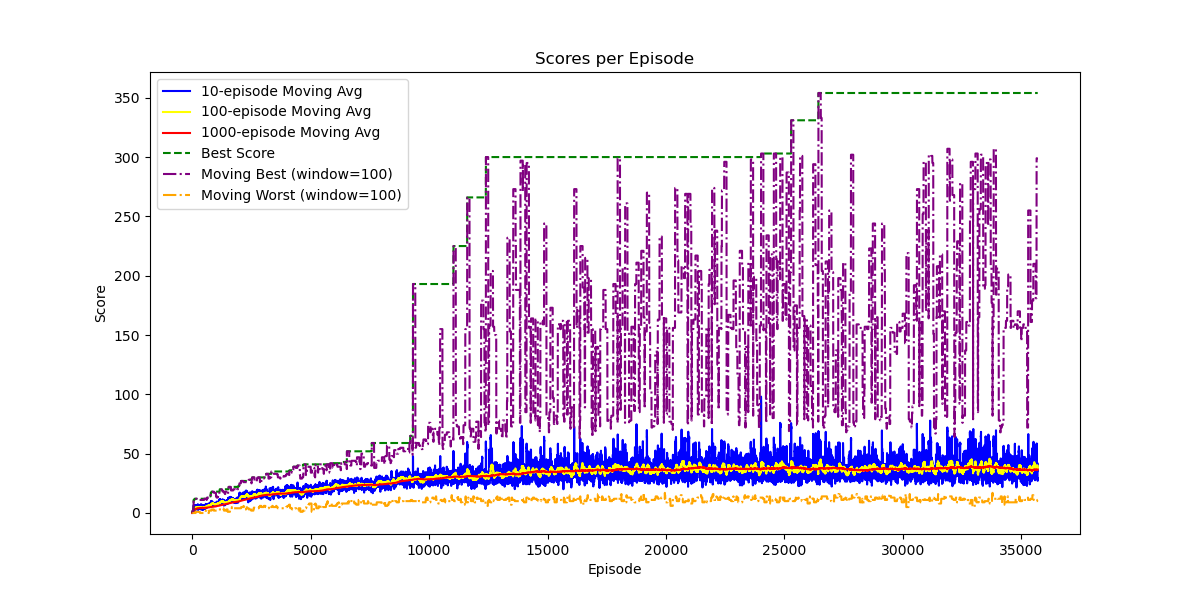 Scores per Episode
10-episode Moving Avg
100-episode Moving Avg
1000-episode Moving Avg
Best Score
Moving Best (window=100)
Moving Worst (window=100)
Score
350
300
250
200
150
100
50
0
0 5000 10000 15000 20000 25000 30000 35000
Episode